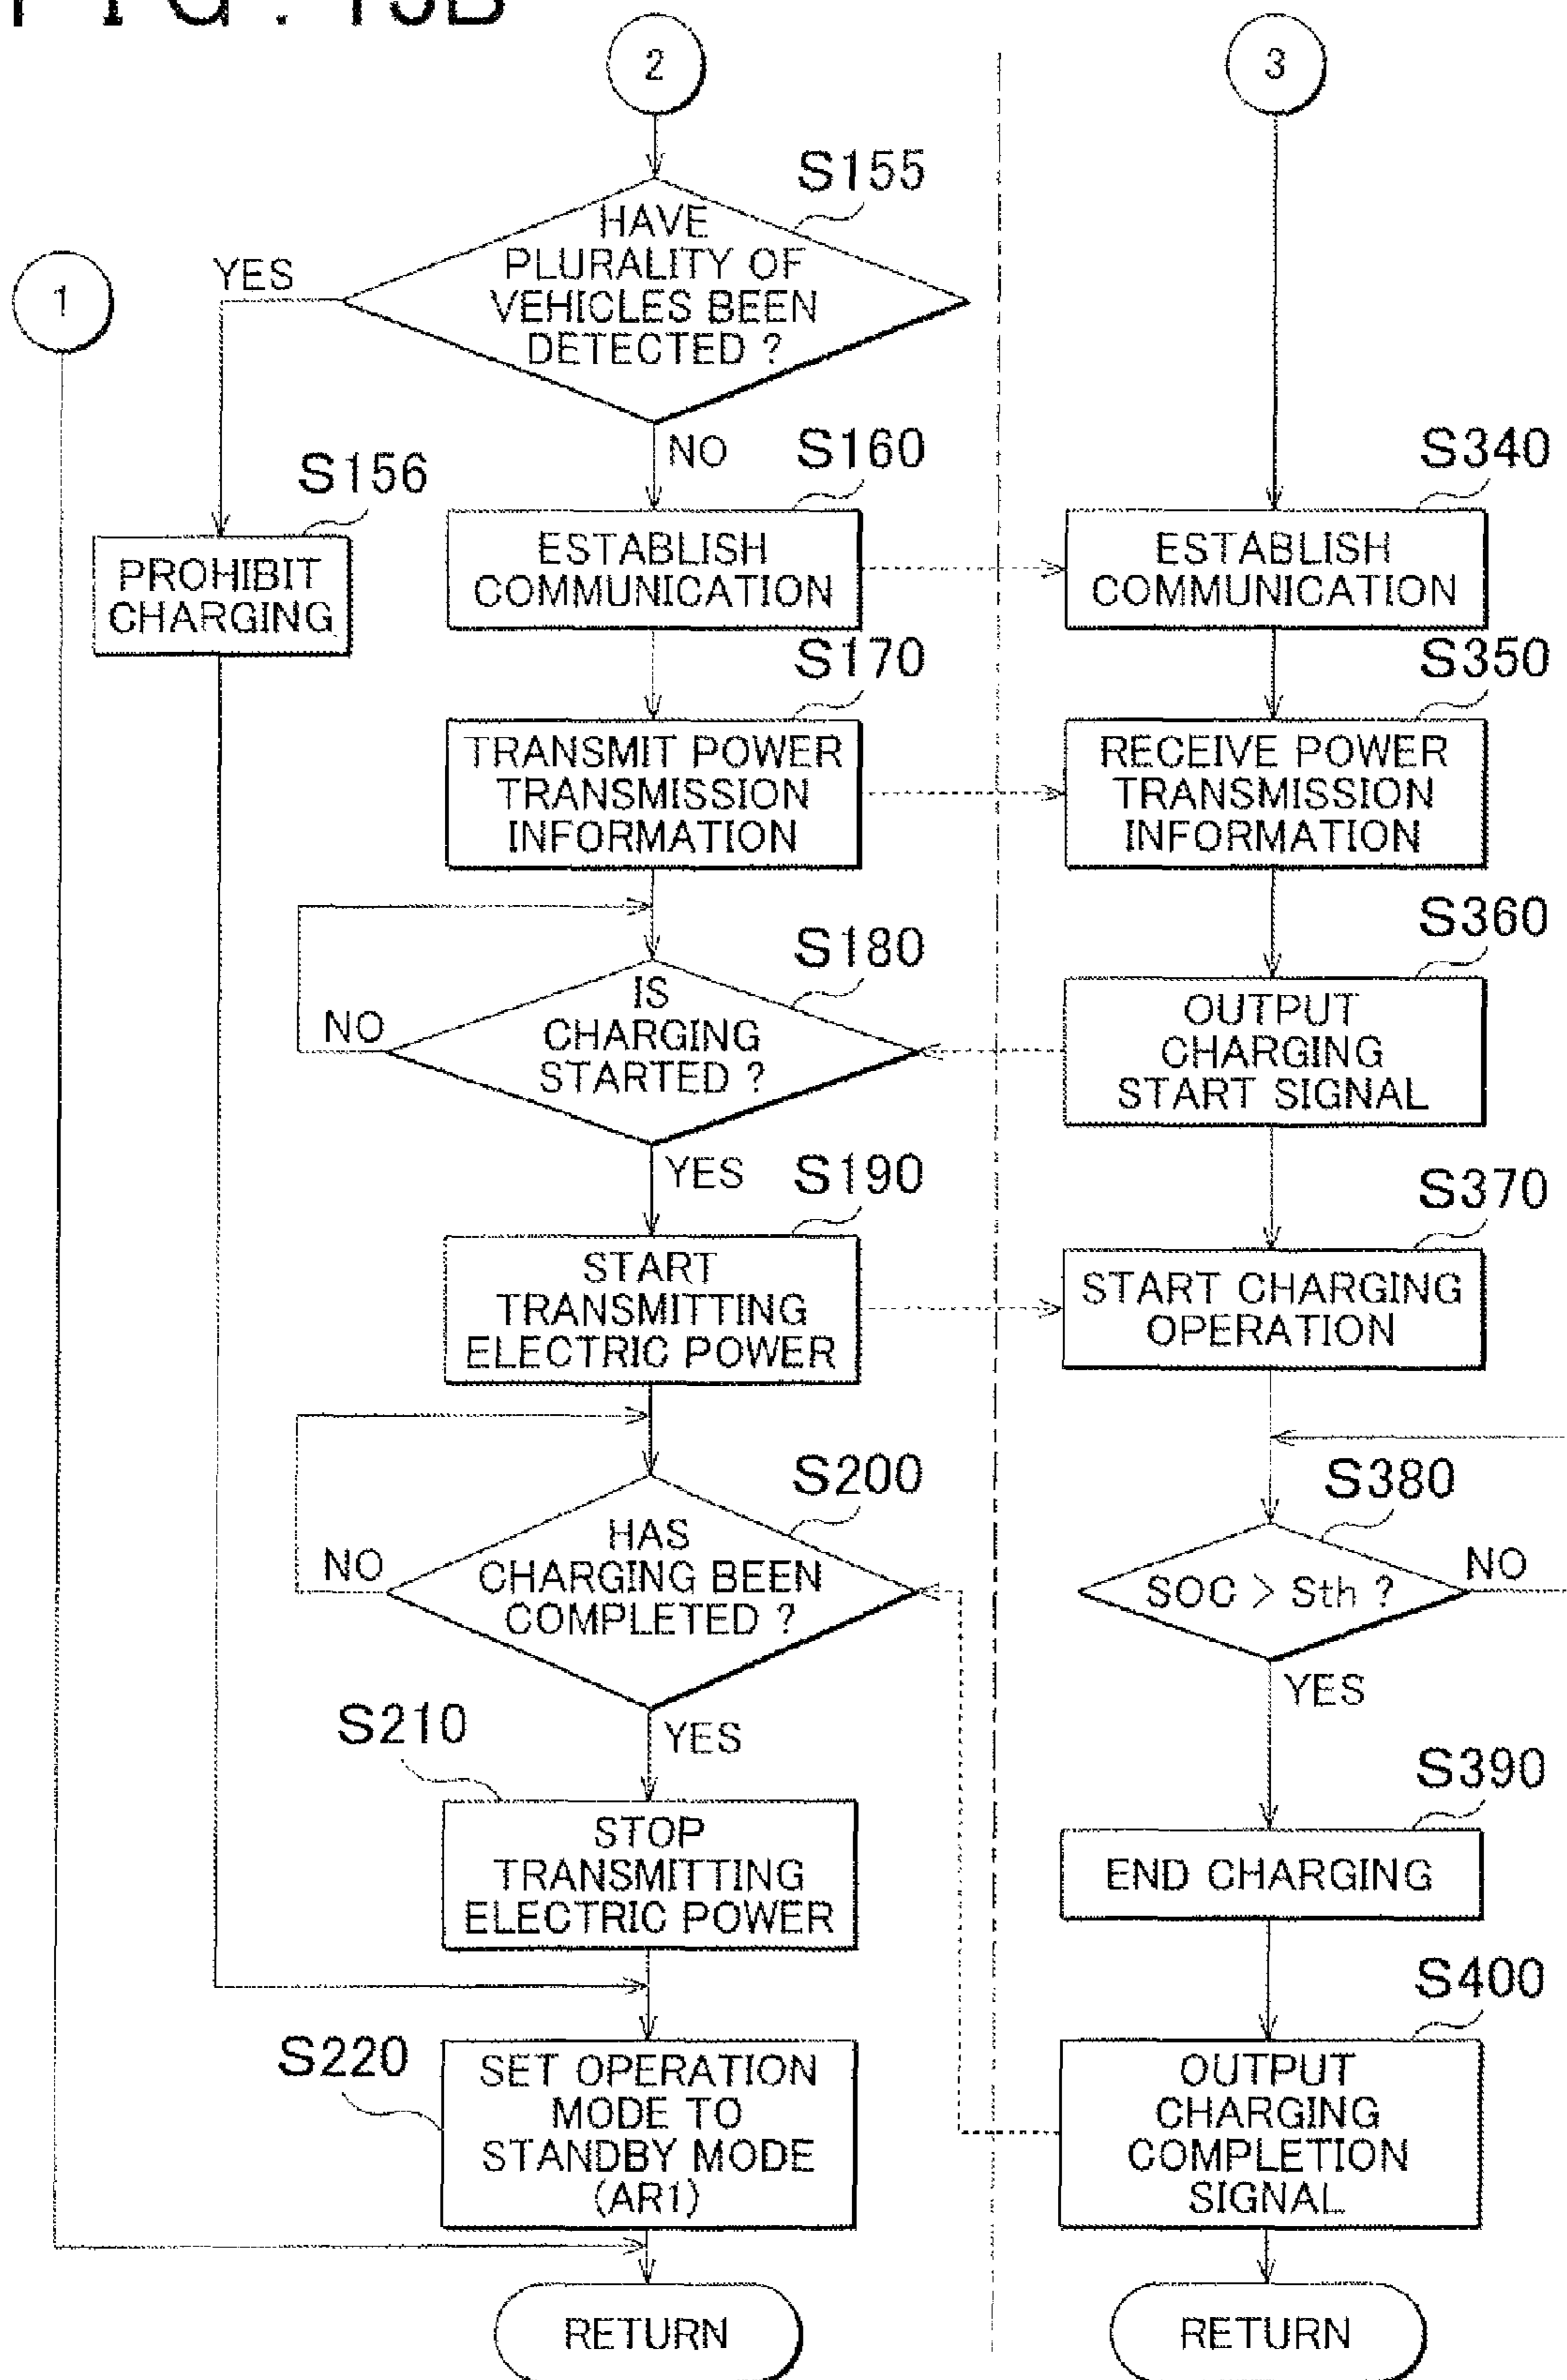 2
3
S155
HAVE
PLURALITY OF
VEHICLES BEEN
DETECTED ?
YES
1
NO
S160
S340
S156
ESTABLISH
COMMUNICATION
ESTABLISH
COMMUNICATION
PROHIBIT
CHARGING
S170
S350
TRANSMIT POWER
TRANSMISSION
INFORMATION
RECEIVE POWER
TRANSMISSION
INFORMATION
S180
S360
IS
CHARGING
STARTED ?
NO
OUTPUT
CHARGING
START SIGNAL
YES
S190
S370
START
TRANSMITTING
ELECTRIC POWER
START CHARGING
OPERATION
S200
S380
HAS
CHARGING BEEN
COMPLETED ?
NO
SOC > Sth ?
NO
YES
S210
YES
S390
STOP
TRANSMITTING
ELECTRIC POWER
END CHARGING
S400
S220
SET OPERATION
MODE TO
STANDBY MODE
(AR1)
OUTPUT
CHARGING
COMPLETION
SIGNAL
RETURN
RETURN